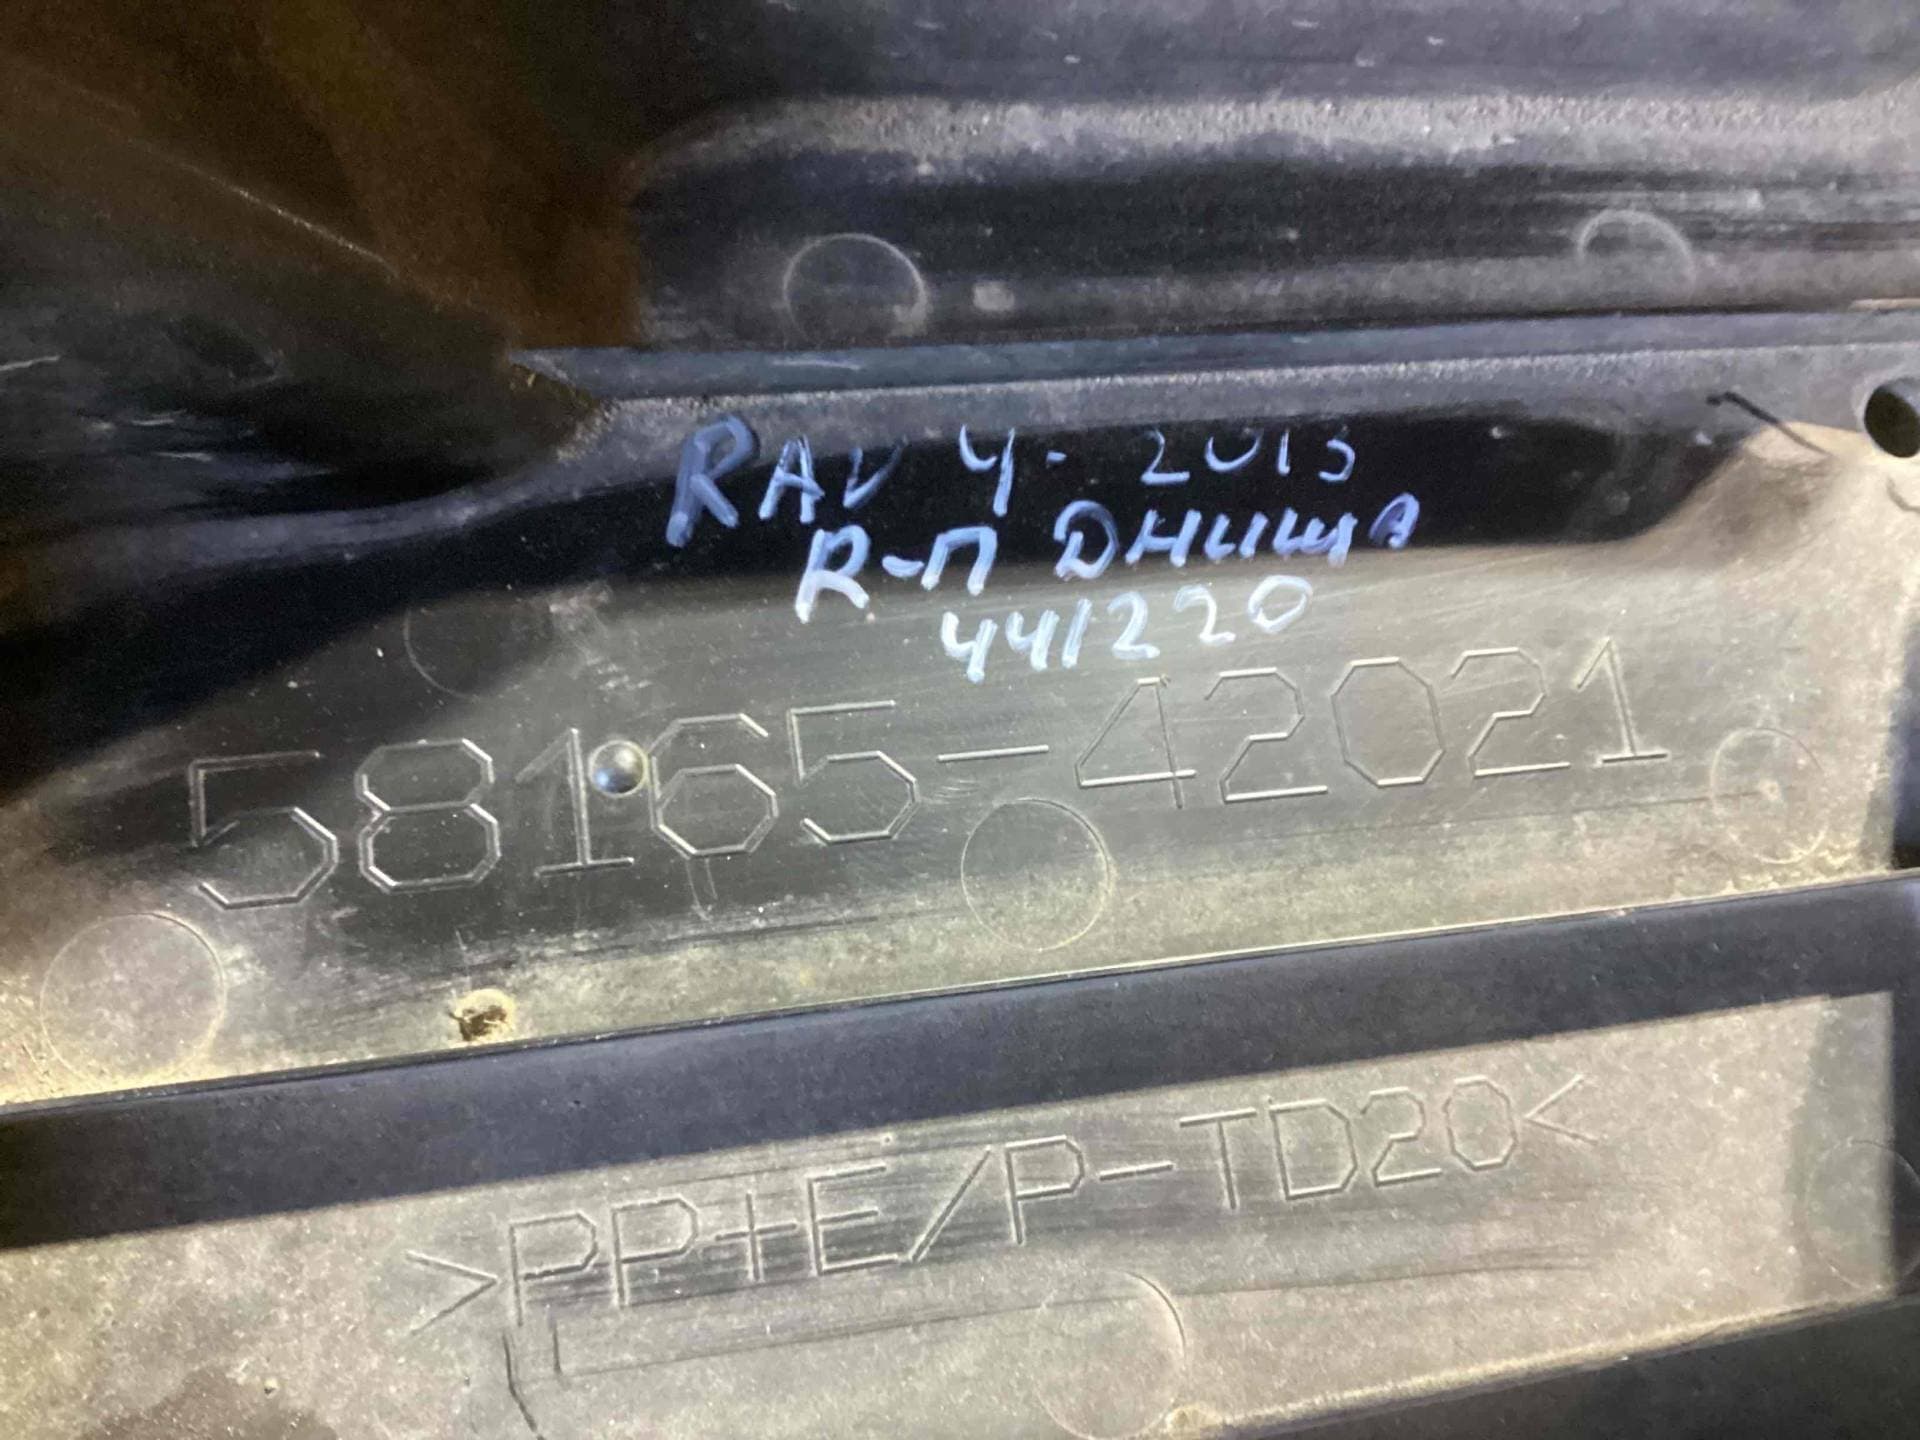 RAV 4 - 2013
R-П ДНИЩА
441220
58165-42021
>PP+E/P-TD20<